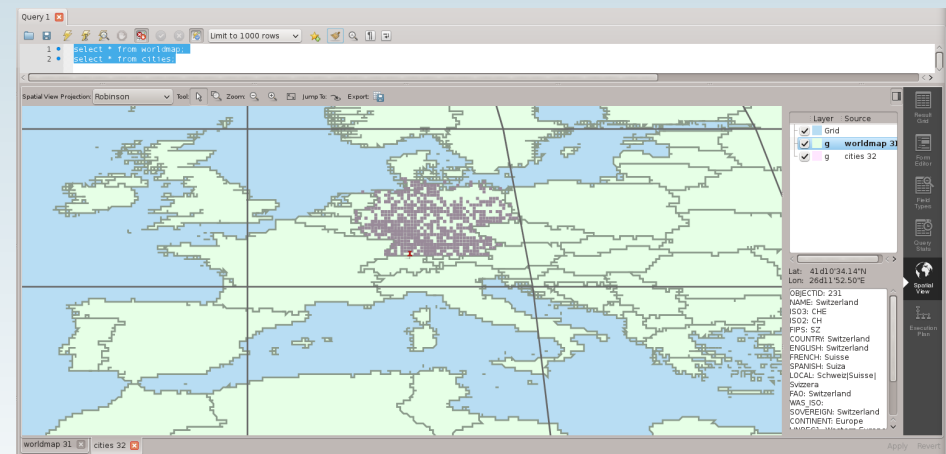 Query 1
Limit to 1000 rows
1 select * from worldmap;
2 select * from cities;
Spatial View Projection: Robinson Tool: Zoom: Jump To: Export:
Layer Source
Grid
g worldmap 31
g cities 32
Lat: 41d10'34.14"N
Lon: 26d11'52.50"E
OBJECTID: 231
NAME: Switzerland
ISO3: CHE
ISO2: CH
FIPS: SZ
COUNTRY: Switzerland
ENGLISH: Switzerland
FRENCH: Suisse
SPANISH: Suiza
LOCAL: Schweiz|Suisse|
Svizzera
FAO: Switzerland
WAS_ISO:
SOVEREIGN: Switzerland
CONTINENT: Europe
Result
Grid
Form
Editor
Field
Types
Query
Stats
Spatial
View
Execution
Plan
worldmap 31 cities 32
Apply Revert